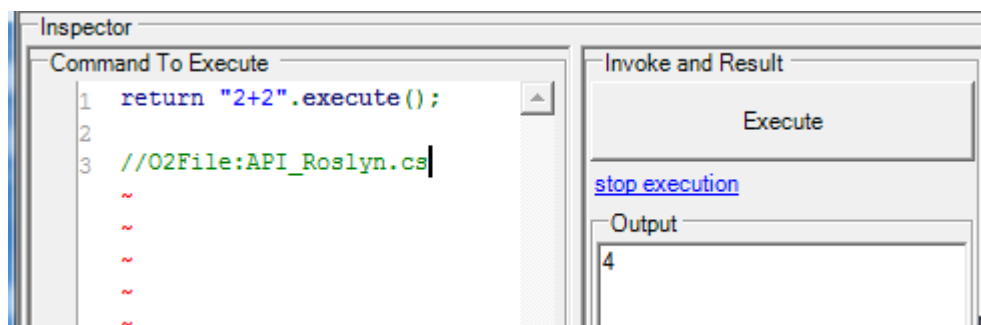 Inspector
Command To Execute
1 return "2+2".execute();
2
3 //O2File:API_Roslyn.cs
~
~
~
~
~
Invoke and Result
Execute
stop execution
Output
4